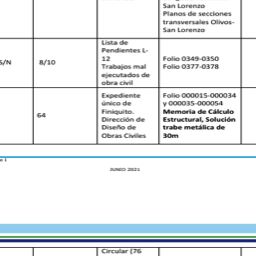 San Lorenzo
Planos de secciones
transversales Olivos-
San Lorenzo
S/N
8/10
Lista de
Pendientes L-
12
Trabajos mal
ejecutados de
obra civil
Folio 0349-0350
Folio 0377-0378
64
Expediente
único de
Finiquito.
Dirección de
Diseño de
Obras Civiles
Folio 000015-000034
y 000035-000054
Memoria de Cálculo
Estructural, Solución
trabe metálica de
30m
JUNIO 2021
Circular (76